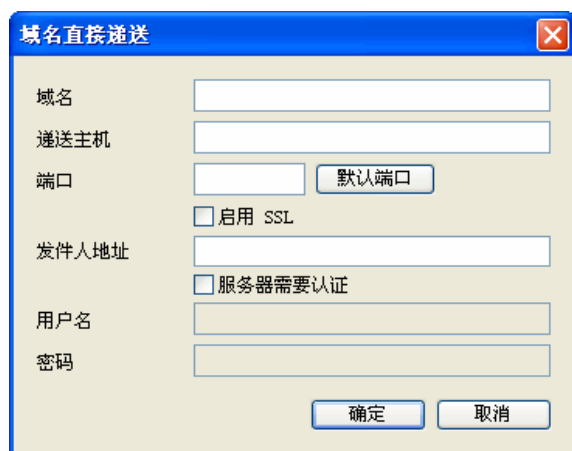 域名直接递送
域名
递送主机
端口 默认端口
启用 SSL
发件人地址
服务器需要认证
用户名
密码
确定 取消